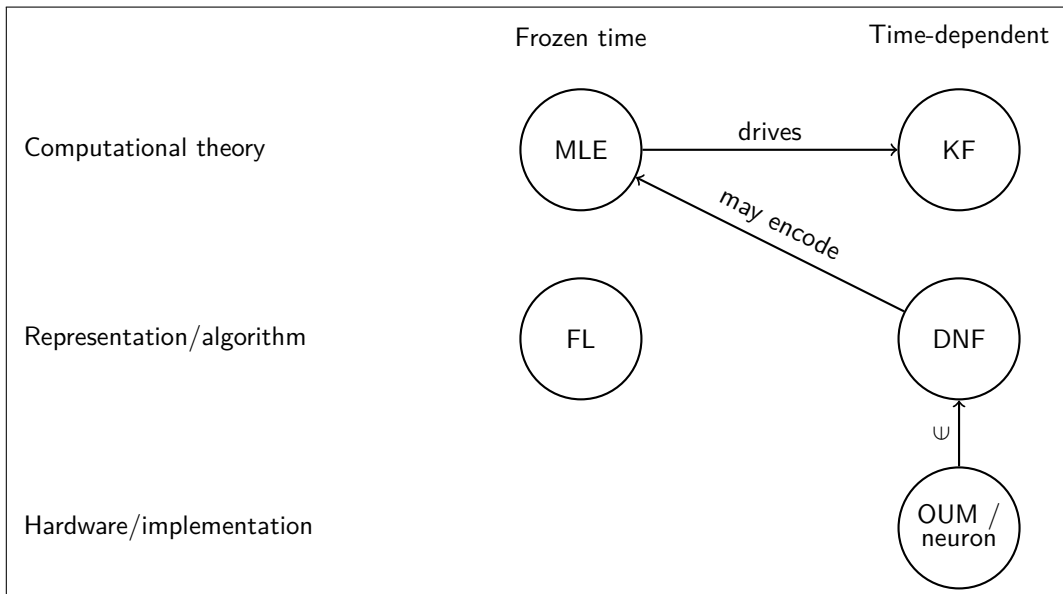 Frozen time
Time-dependent
Computational theory
MLE
drives
KF
may encode
Representation/algorithm
FL
DNF
∈
Hardware/implementation
OUM /
neuron